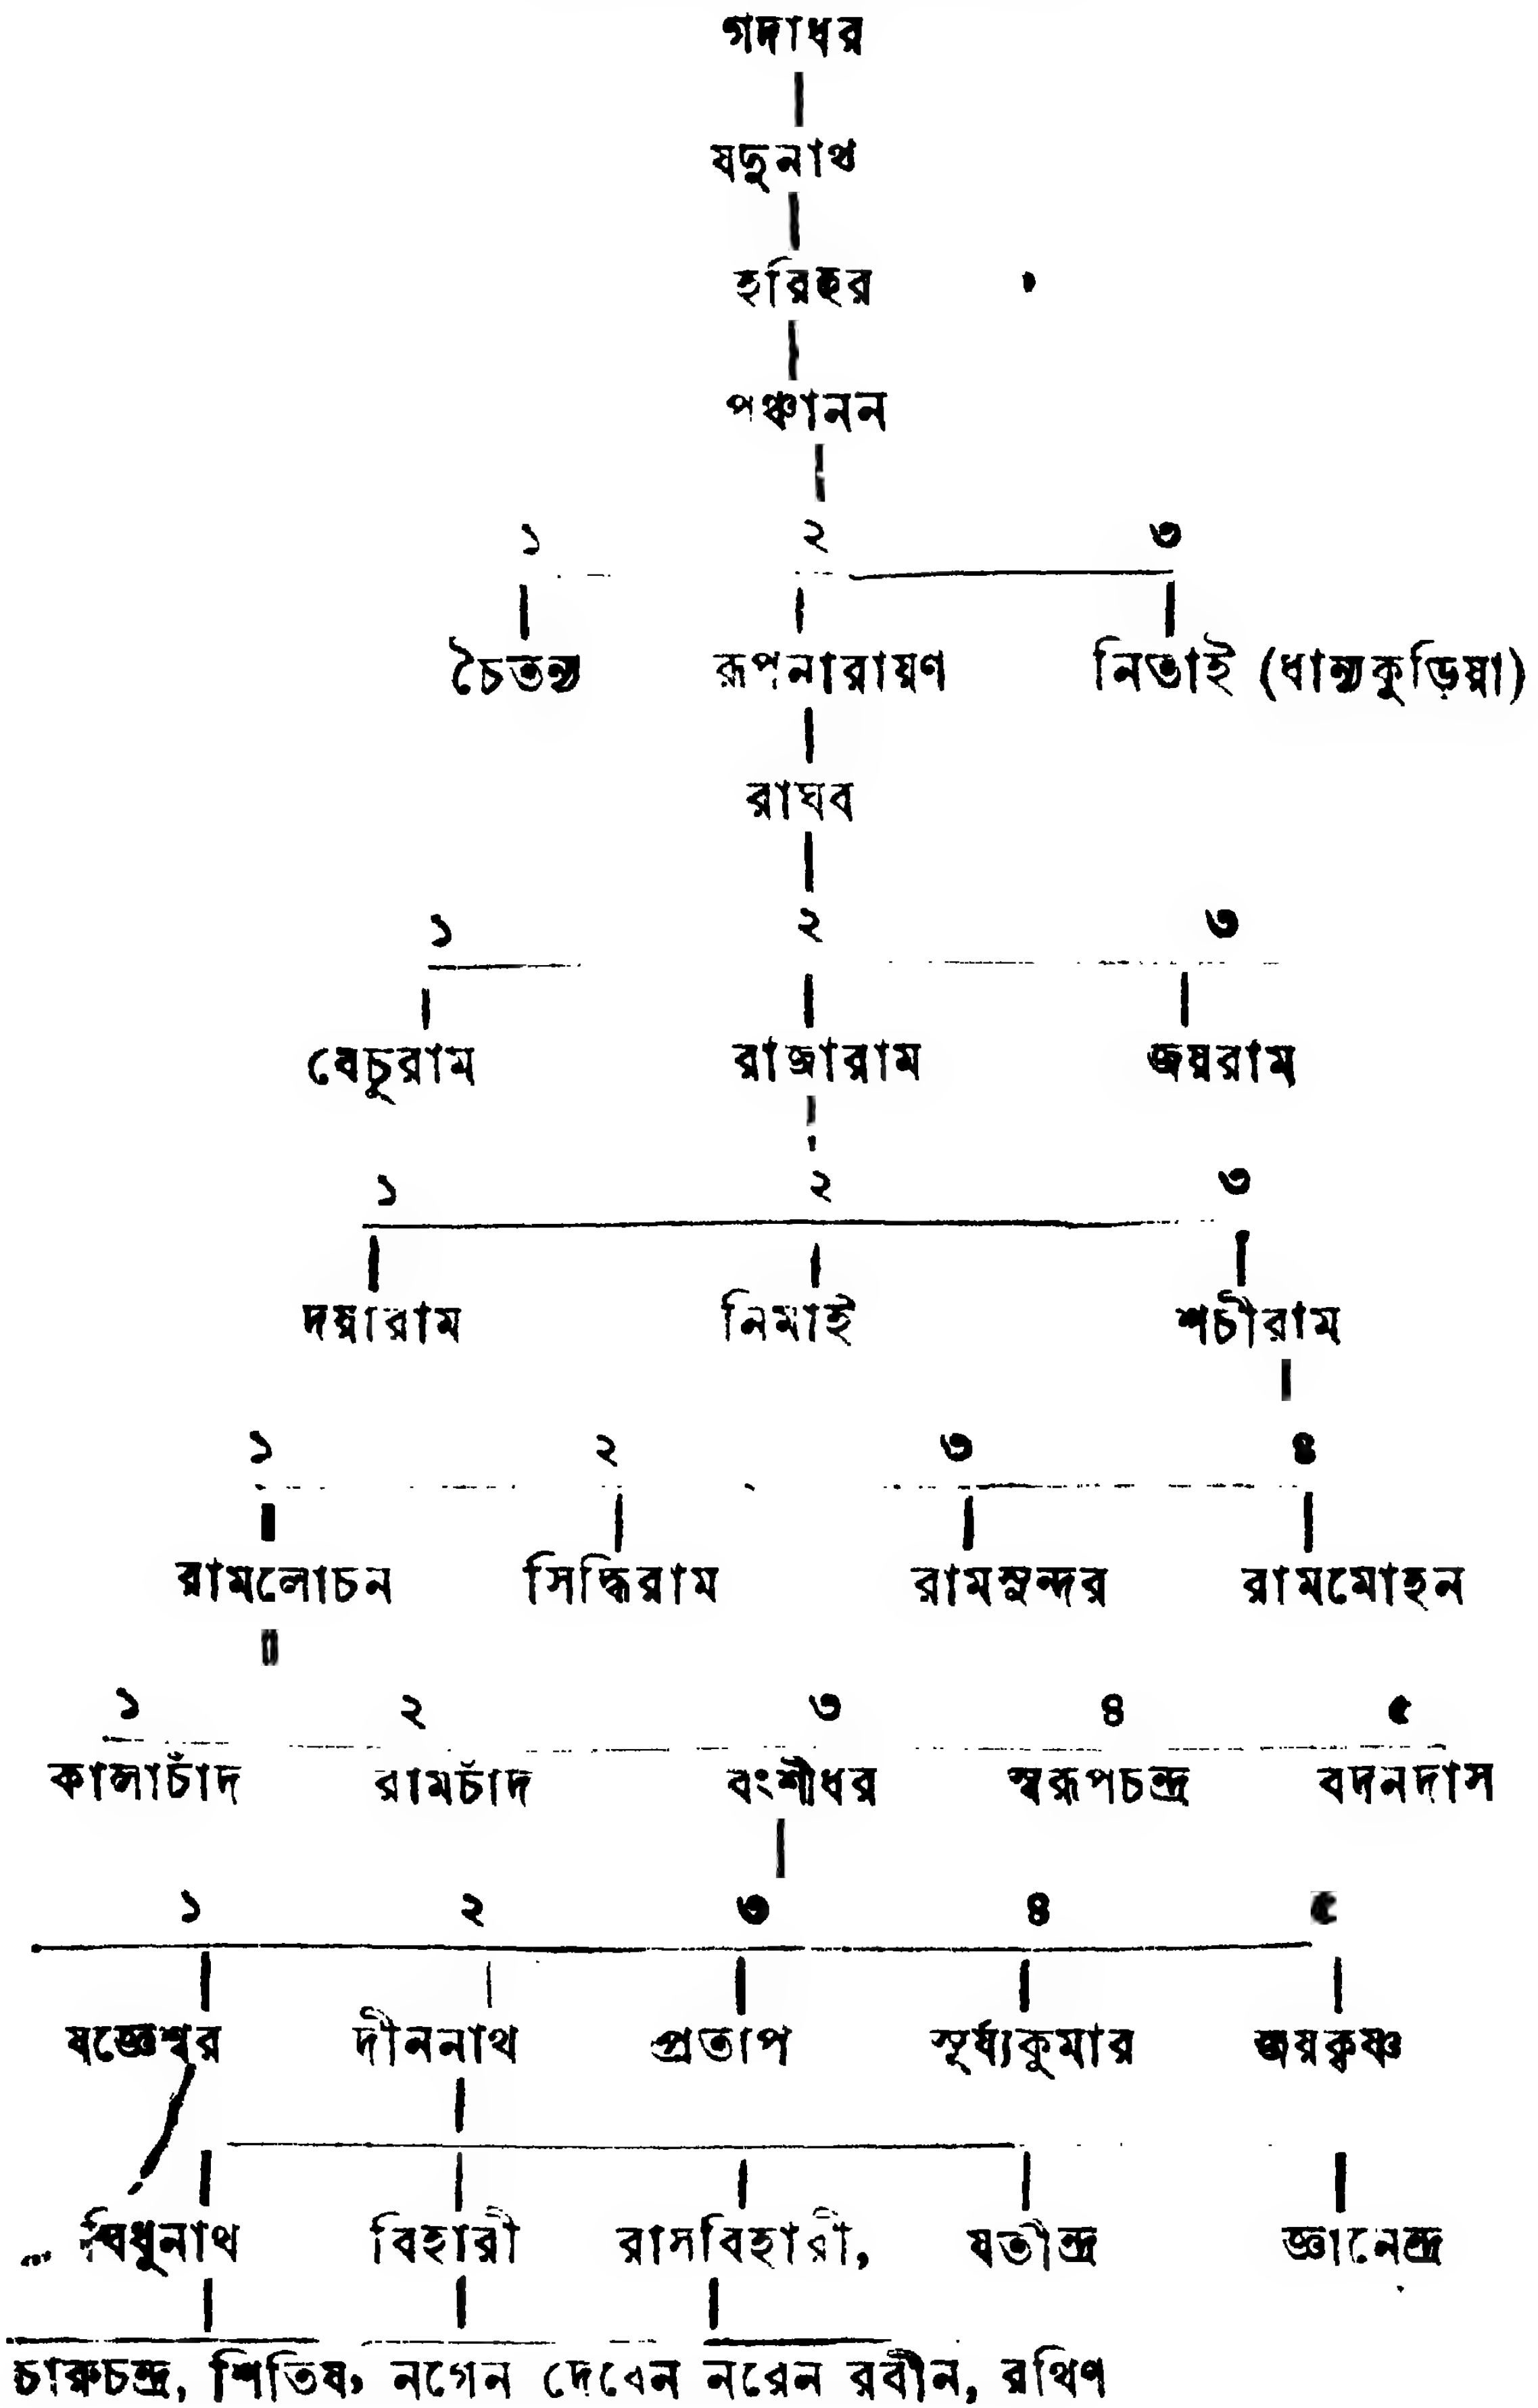 গদাধর
যদুনাথ
হরিহর
পঞ্চানন
১ ২ ৩
চৈতন্য রূপনারায়ণ নিতাই (ধান্যকুড়িয়া)
রাঘব
১ ২ ৩
বেচুরাম রাজারাম জয়রাম
১ ২ ৩
দয়ারাম নিমাই শচীরাম
১ ২ ৩ ৪
রামলোচন সিদ্ধিরাম রামসুন্দর রামমোহন
১ ২ ৩ ৪ ৫
কালাচাঁদ রামচাঁদ বংশীধর স্বরূপচন্দ্র বদনদাস
১ ২ ৩ ৪ ৫
যজ্ঞেশ্বর দীননাথ প্রতাপ সূর্য্যকুমার জয়কৃষ্ণ
বিধুনাথ বিহারী রাসবিহারী, যতীন্দ্র জ্ঞানেন্দ্র
চারুচন্দ্র, শিতিষ, নগেন দেবেন নরেন রবীন, রথিণ